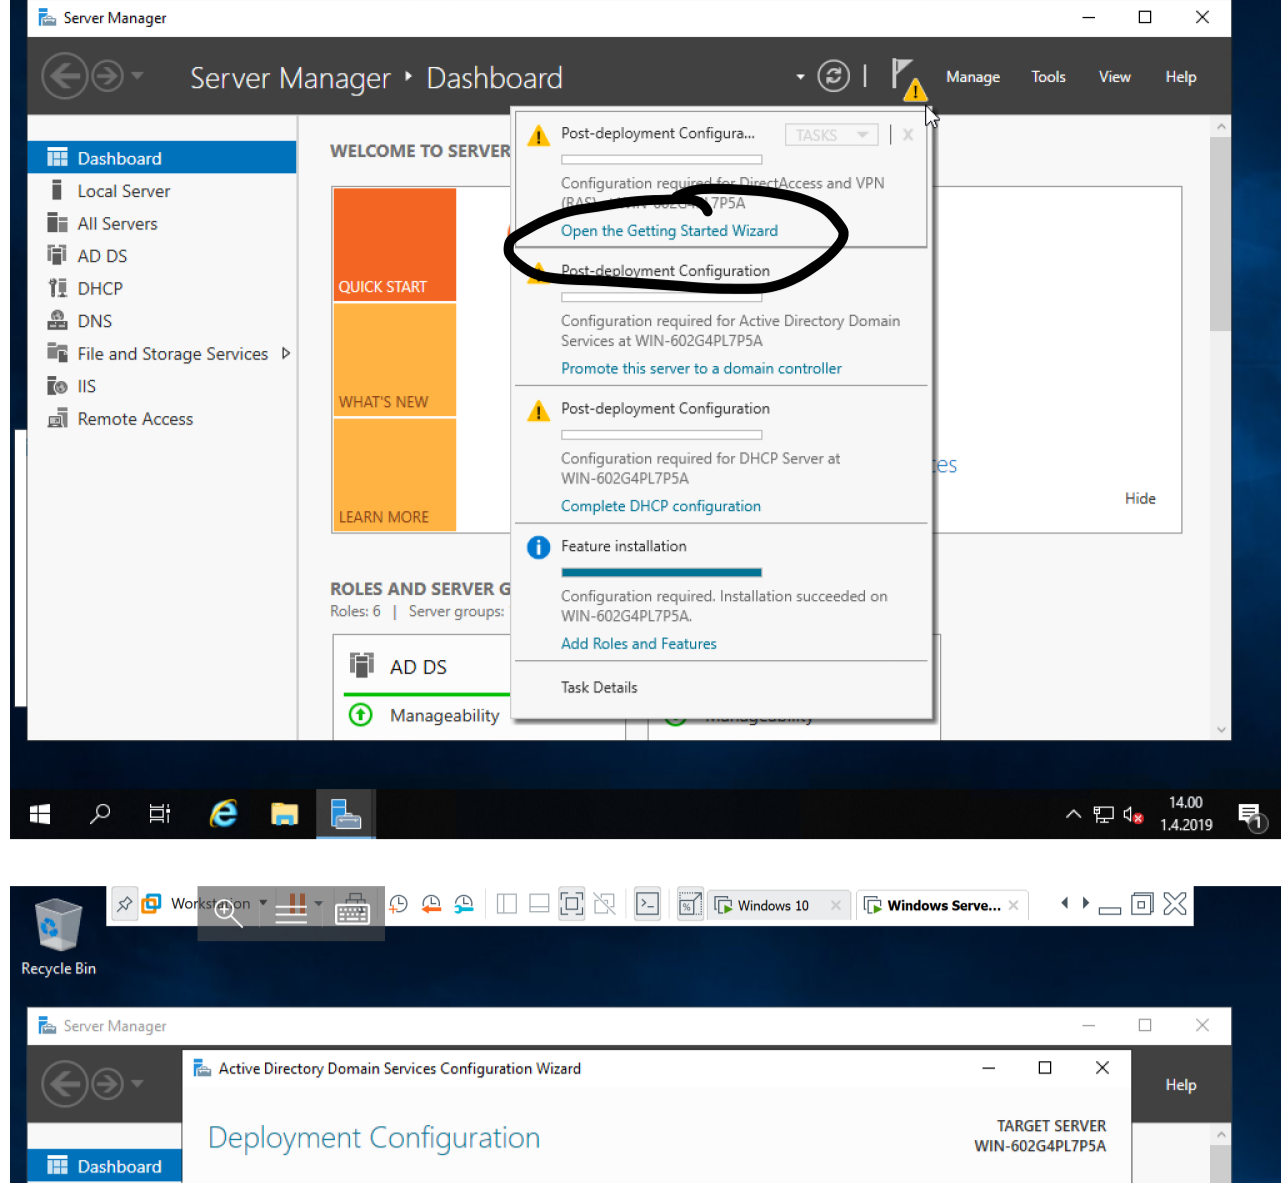 Server Manager
Server Manager • Dashboard
Manage Tools View Help
Dashboard
Local Server
All Servers
AD DS
DHCP
DNS
File and Storage Services
IIS
Remote Access
WELCOME TO SERVER
QUICK START
WHAT'S NEW
LEARN MORE
Hide
ROLES AND SERVER G
Roles: 6 | Server groups:
AD DS
Manageability
Post-deployment Configura...
TASKS
Configuration required for DirectAccess and VPN
Open the Getting Started Wizard
Post-deployment Configuration
Configuration required for Active Directory Domain
Services at WIN-602G4PL7P5A
Promote this server to a domain controller
Post-deployment Configuration
Configuration required for DHCP Server at
WIN-602G4PL7P5A
Complete DHCP configuration
Feature installation
Configuration required. Installation succeeded on
WIN-602G4PL7P5A.
Add Roles and Features
Task Details
14.00
1.4.2019
1
Workstation
Windows 10
Windows Serve...
Recycle Bin
Server Manager
Active Directory Domain Services Configuration Wizard
Help
Deployment Configuration
TARGET SERVER
WIN-602G4PL7P5A
Dashboard